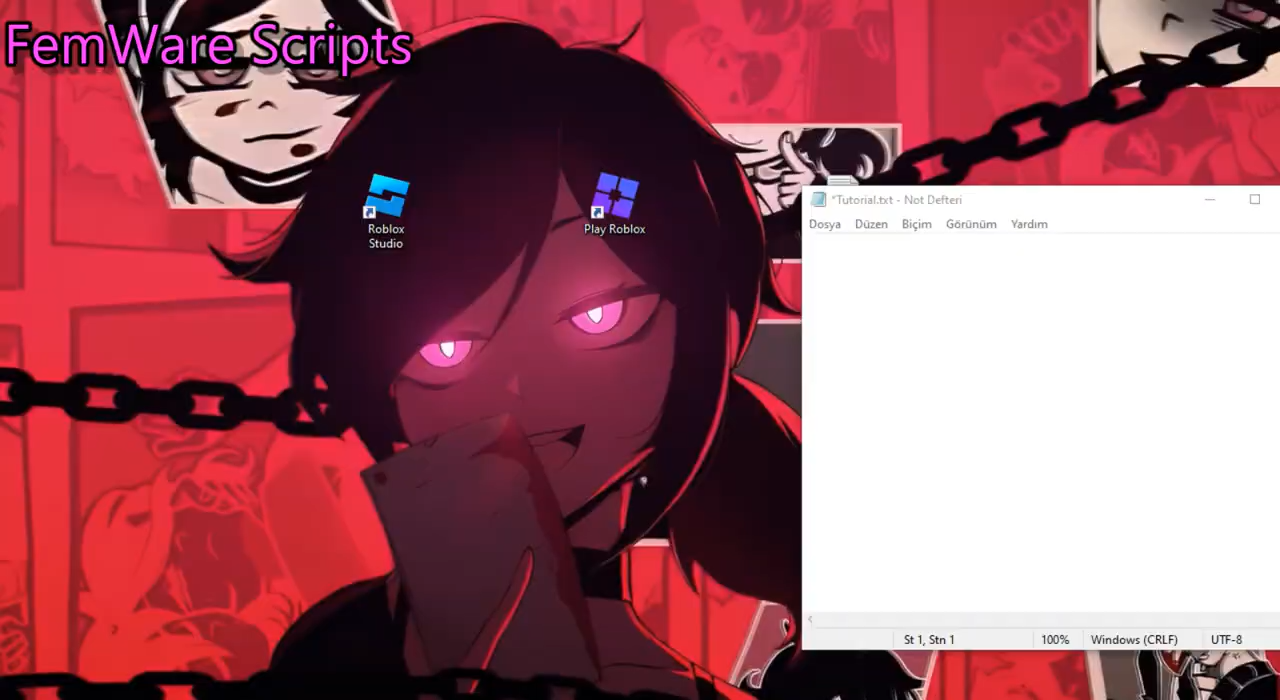 FemWare Scripts
Roblox
Studio
Play Roblox
*Tutorial.txt - Not Defteri
Dosya Düzen Biçim Görünüm Yardım
St 1, Stn 1 100% Windows (CRLF) UTF-8